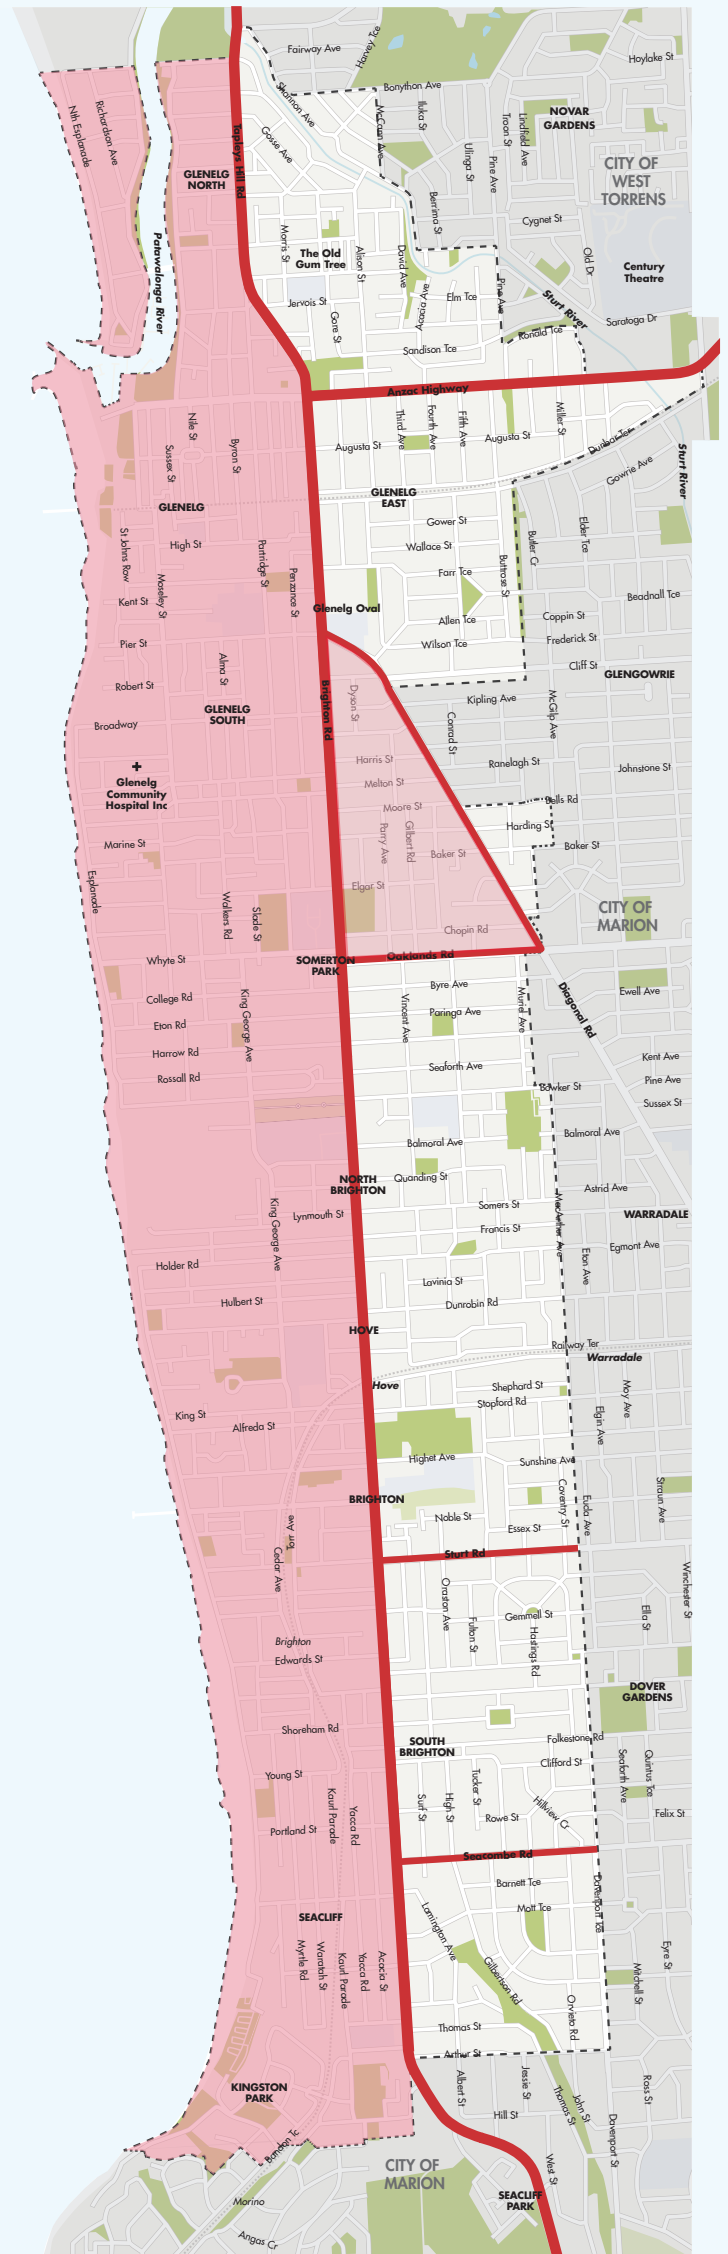 Fairway Ave
Harvey Tce
Hoylake St
Bonython Ave
Shannon Ave
Nth Esplanade
Richardson Ave
McCann Ave
Iluka St
Toron St
Lindfield Ave
NOVAR
GARDENS
Tapleys Hill Rd
Gosse Ave
Ulinga St
Pine Ave
CITY OF
WEST
TORRENS
GLENELG
NORTH
Berrima St
Cygnet St
Morris St
The Old
Gum Tree
Alison St
David Ave
Old Dr
Century
Theatre
Patawalonga River
Acacia Ave
Elm Tce
Pine Ave
Sturt River
Jervois St
Gore St
Saratoga Dr
Ronald Tce
Sandison Tce
Anzac Highway
Nile St
Sussex St
Byron St
Third Ave
Fourth Ave
Fifth Ave
Miller St
Augusta St
Augusta St
Dunbar Ter
Gowrie Ave
Sturt River
GLENELG
EAST
GLENELG
Gower St
Elder Tce
Butler Cr
St Johns Row
High St
Partridge St
Wallace St
Buttrose St
Moseley St
Penzance St
Farr Tce
Kent St
Glenelg Oval
Beadnall Tce
Coppin St
Allen Tce
Pier St
Wilson Tce
Frederick St
Alma St
Cliff St
GLENGOWRIE
Robert St
Brighton Rd
Dyson St
Kipling Ave
McGilp Ave
GLENELG
SOUTH
Conrad St
Broadway
Harris St
Ranelagh St
Johnstone St
Glenelg
Community
Hospital Inc
Melton St
Moore St
Bells Rd
Harding St
Marine St
Parry Ave
Gilbert Rd
Baker St
Baker St
Esplanade
Elgar St
Walkers Rd
Slade St
CITY OF
MARION
Chopin Rd
Whyte St
SOMERTON
PARK
Oaklands Rd
Byre Ave
Ewell Ave
College Rd
King George Ave
Vincent Ave
Muriel Ave
Diagonal Rd
Paringa Ave
Eton Rd
Harrow Rd
Kent Ave
Seaforth Ave
Rossall Rd
Pine Ave
Bowker St
Sussex St
Balmoral Ave
Balmoral Ave
NORTH
BRIGHTON
Quanding St
Astrid Ave
King George Ave
Lynmouth St
Somers St
MacArthur Ave
WARRADALE
Francis St
Egmont Ave
Holder Rd
Eton Ave
Lavinia St
Hulbert St
Dunrobin Rd
HOVE
Railway Ter
Warradale
Hove
Shephard St
May Ave
Stopford Rd
King St
Elgin Ave
Alfreda St
Highet Ave
Sunshine Ave
BRIGHTON
Coventry St
Euda Ave
Straun Ave
Torr Ave
Noble St
Essex St
Cedar Ave
Sturt Rd
Winchester St
Oraston Ave
Gemmell St
Ella St
Fulton St
Hastings Rd
Brighton
Edwards St
DOVER
GARDENS
Shoreham Rd
SOUTH
BRIGHTON
Folkestone Rd
Clifford St
Seaforth Ave
Quintus Tce
Young St
Tucker St
Kauri Parade
Yacca Rd
Surf St
High St
Rowe St
Hillview Cr
Felix St
Portland St
Seacombe Rd
Barnett Tce
Davenport Tce
Mott Tce
SEACLIFF
Lamington Ave
Myrtle Rd
Waratah St
Kauri Parade
Yacca Rd
Acacia St
Gilbertson Rd
Eyre St
Mitchell St
Orvieto Rd
Thomas St
Arthur St
KINGSTON
PARK
Albert St
Jessie St
Thomas St
John St
Ross St
Hill St
Davenport St
Bandon Tc
CITY OF
MARION
West St
Marino
SEACLIFF
PARK
Angas Cr